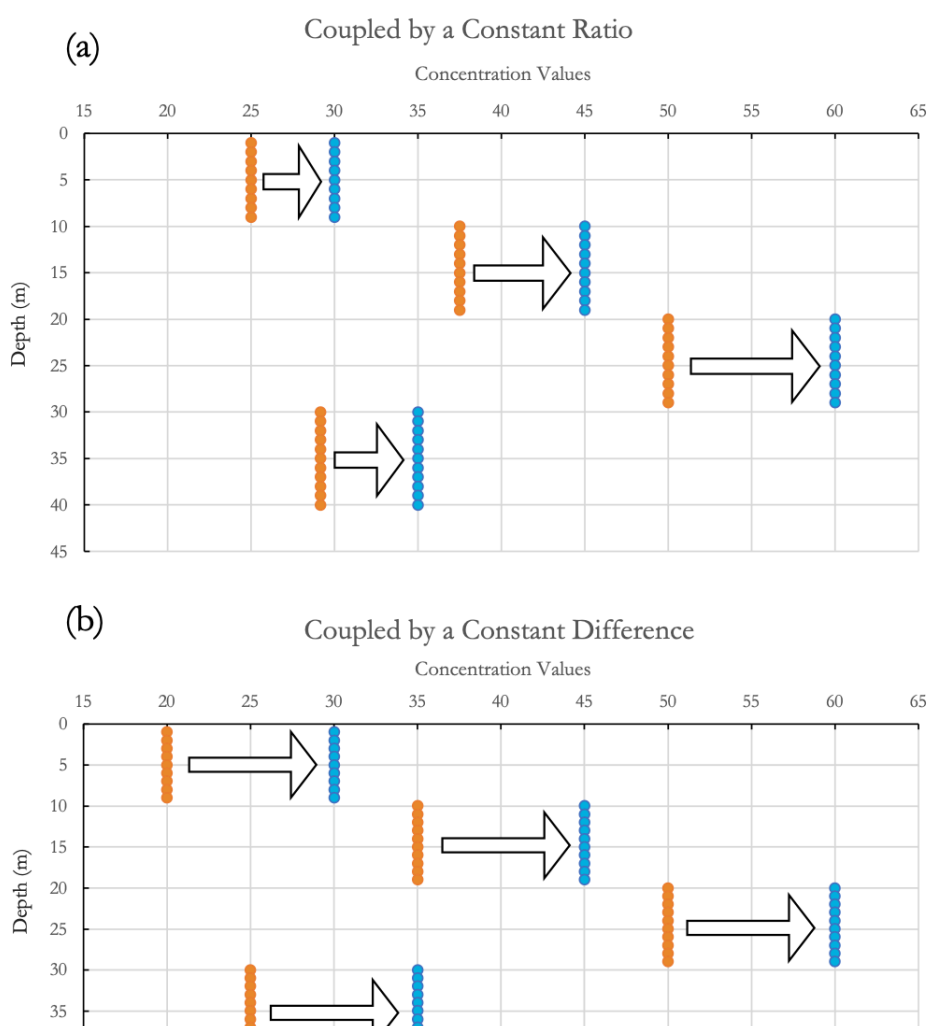 (a)
Coupled by a Constant Ratio
Concentration Values
15 20 25 30 35 40 45 50 55 60 65
0
5
10
15
20
25
30
35
40
45
Depth (m)
(b)
Coupled by a Constant Difference
Concentration Values
15 20 25 30 35 40 45 50 55 60 65
0
5
10
15
20
25
30
35
Depth (m)